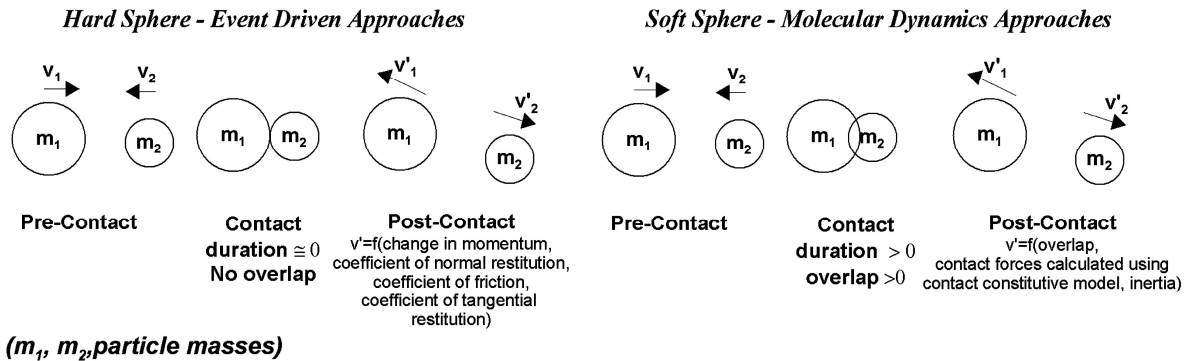 Hard Sphere - Event Driven Approaches
v₁
v₂
m₁
m₂
m₁
m₂
v'₁
v'₂
m₁
m₂
Pre-Contact
Contact
duration ≅ 0
No overlap
Post-Contact
v'=f(change in momentum,
coefficient of normal restitution,
coefficient of friction,
coefficient of tangential
restitution)
Soft Sphere - Molecular Dynamics Approaches
v₁
v₂
m₁
m₂
m₁
m₂
v'₁
v'₂
m₁
m₂
Pre-Contact
Contact
duration >0
overlap >0
Post-Contact
v'=f(overlap,
contact forces calculated using
contact constitutive model, inertia)
(m₁, m₂,particle masses)